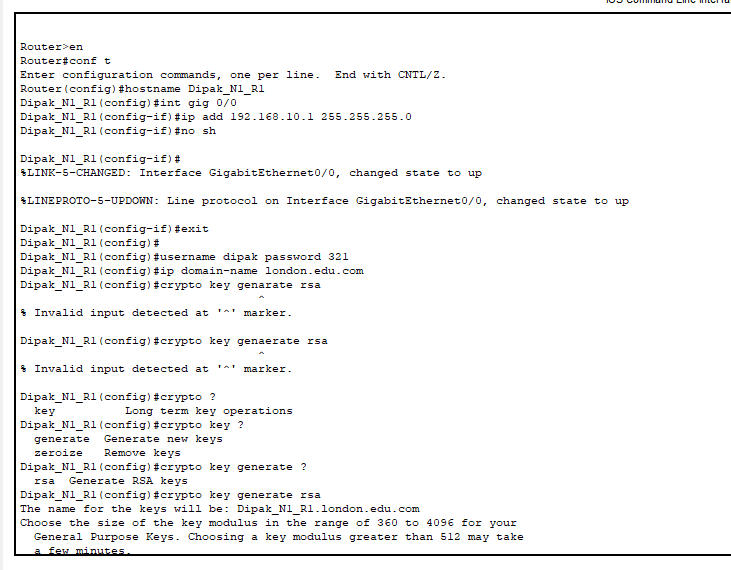 IOS Command Line Interfa
Router>en
Router#conf t
Enter configuration commands, one per line.  End with CNTL/Z.
Router(config)#hostname Dipak_N1_R1
Dipak_N1_R1(config)#int gig 0/0
Dipak_N1_R1(config-if)#ip add 192.168.10.1 255.255.255.0
Dipak_N1_R1(config-if)#no sh
Dipak_N1_R1(config-if)#
%LINK-5-CHANGED: Interface GigabitEthernet0/0, changed state to up
%LINEPROTO-5-UPDOWN: Line protocol on Interface GigabitEthernet0/0, changed state to up
Dipak_N1_R1(config-if)#exit
Dipak_N1_R1(config)#
Dipak_N1_R1(config)#username dipak password 321
Dipak_N1_R1(config)#ip domain-name london.edu.com
Dipak_N1_R1(config)#crypto key genarate rsa
^
% Invalid input detected at '^' marker.
Dipak_N1_R1(config)#crypto key genaerate rsa
^
% Invalid input detected at '^' marker.
Dipak_N1_R1(config)#crypto ?
key          Long term key operations
Dipak_N1_R1(config)#crypto key ?
generate  Generate new keys
zeroize   Remove keys
Dipak_N1_R1(config)#crypto key generate ?
rsa  Generate RSA keys
Dipak_N1_R1(config)#crypto key generate rsa
The name for the keys will be: Dipak_N1_R1.london.edu.com
Choose the size of the key modulus in the range of 360 to 4096 for your
General Purpose Keys. Choosing a key modulus greater than 512 may take
a few minutes.